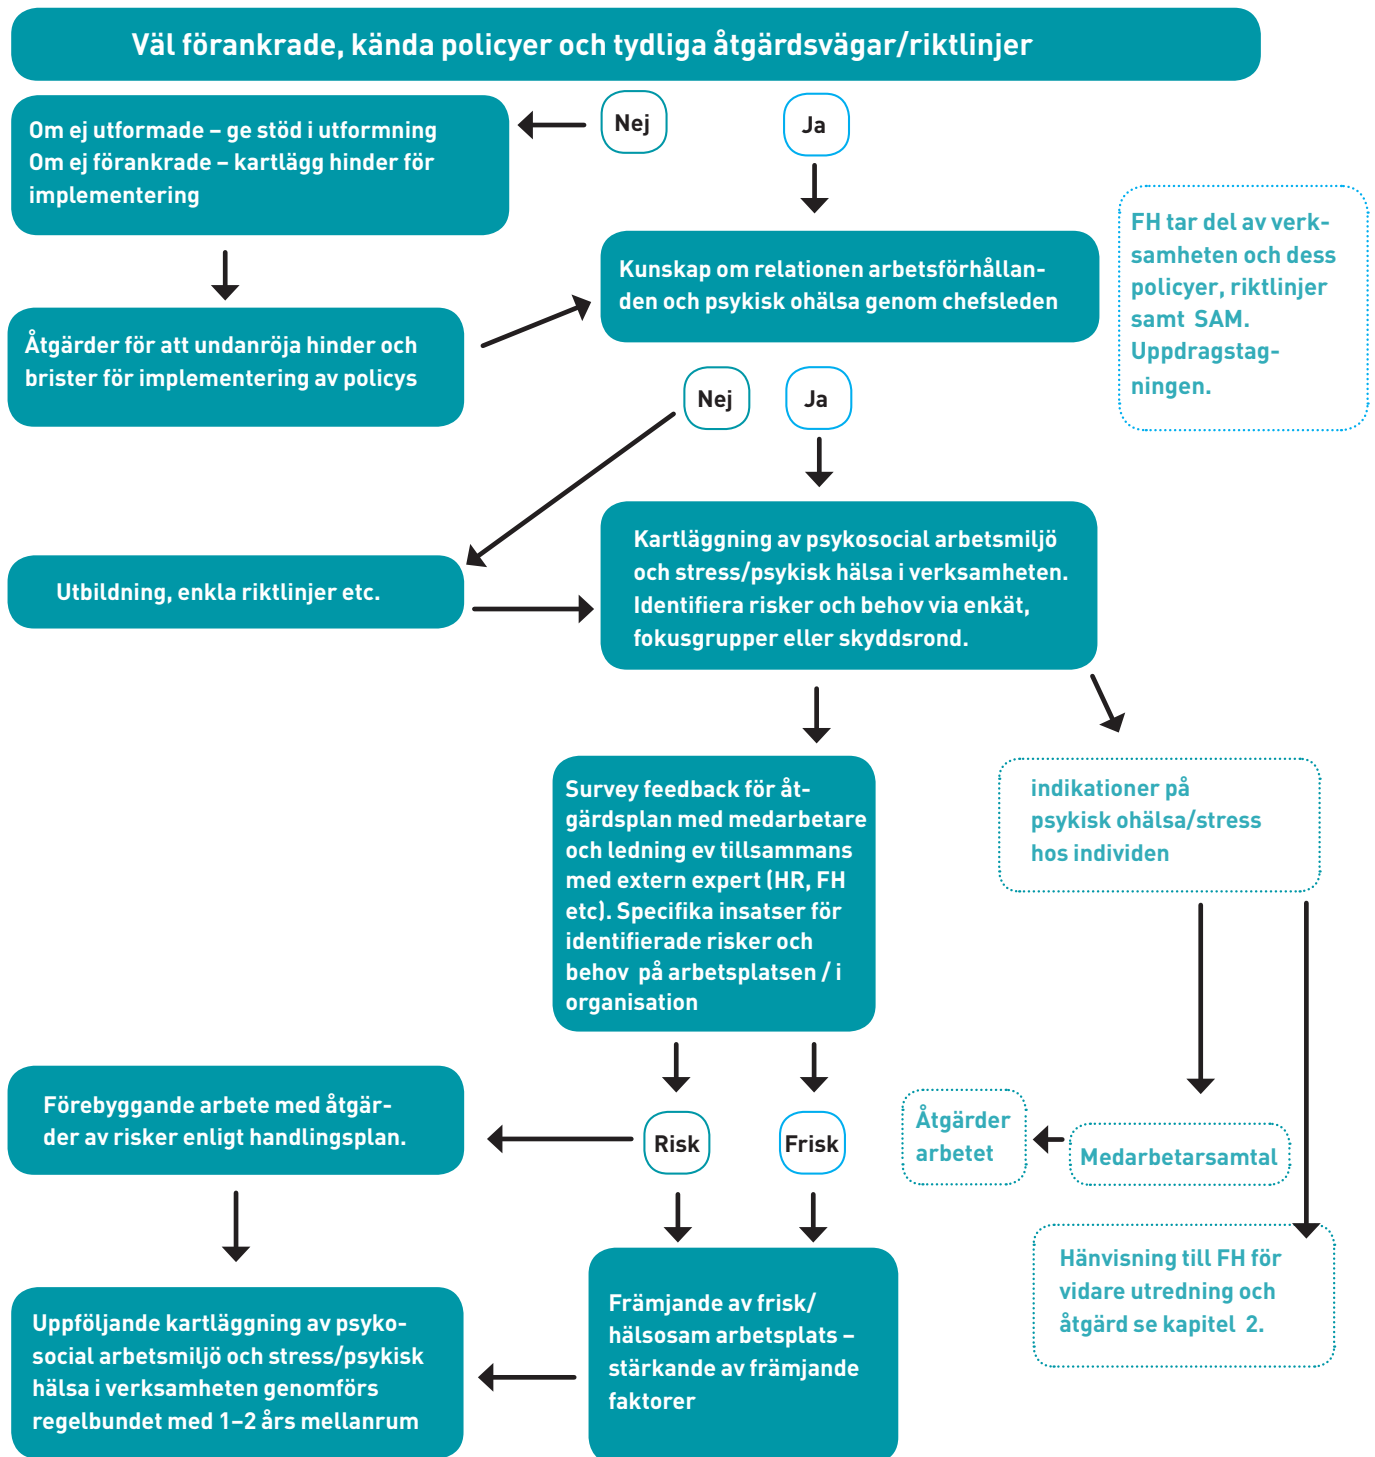 Väl förankrade, kända policyer och tydliga åtgärdsvägar/riktlinjer
Nej
Ja
Om ej utformade – ge stöd i utformning
Om ej förankrade – kartlägg hinder för
implementering
FH tar del av verk-
samheten och dess
policyer, riktlinjer
samt SAM.
Uppdragstag-
ningen.
Kunskap om relationen arbetsförhållan-
den och psykisk ohälsa genom chefsleden
Åtgärder för att undanröja hinder och
brister för implementering av policys
Nej
Ja
Kartläggning av psykosocial arbetsmiljö
och stress/psykisk hälsa i verksamheten.
Identifiera risker och behov via enkät,
fokusgrupper eller skyddsrond.
Utbildning, enkla riktlinjer etc.
Survey feedback för åt-
gärdsplan med medarbetare
och ledning ev tillsammans
med extern expert (HR, FH
etc). Specifika insatser för
identifierade risker och
behov på arbetsplatsen / i
organisation
indikationer på
psykisk ohälsa/stress
hos individen
Förebyggande arbete med åtgär-
der av risker enligt handlingsplan.
Risk
Frisk
Åtgärder
arbetet
Medarbetarsamtal
Hänvisning till FH för
vidare utredning och
åtgärd se kapitel 2.
Uppföljande kartläggning av psyko-
social arbetsmiljö och stress/psykisk
hälsa i verksamheten genomförs
regelbundet med 1–2 års mellanrum
Främjande av frisk/
hälsosam arbetsplats –
stärkande av främjande
faktorer